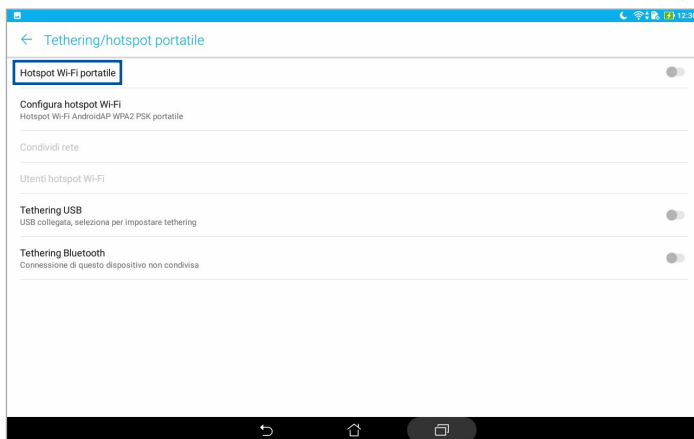 12:30
Tethering/hotspot portatile
Hotspot Wi-Fi portatile
Configura hotspot Wi-Fi
Hotspot Wi-Fi AndroidAP WPA2 PSK portatile
Condividi rete
Utenti hotspot Wi-Fi
Tethering USB
USB collegata, seleziona per impostare tethering
Tethering Bluetooth
Connessione di questo dispositivo non condivisa